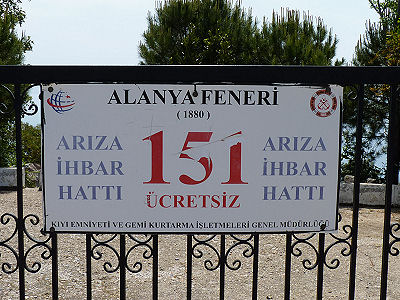 ALANYA FENERİ
( 1880 )
ARIZA İHBAR HATTI
151
ÜCRETSİZ
ARIZA İHBAR HATTI
KIYI EMNİYETİ VE GEMİ KURTARMA İŞLETMELERİ GENEL MÜDÜRLÜĞÜ